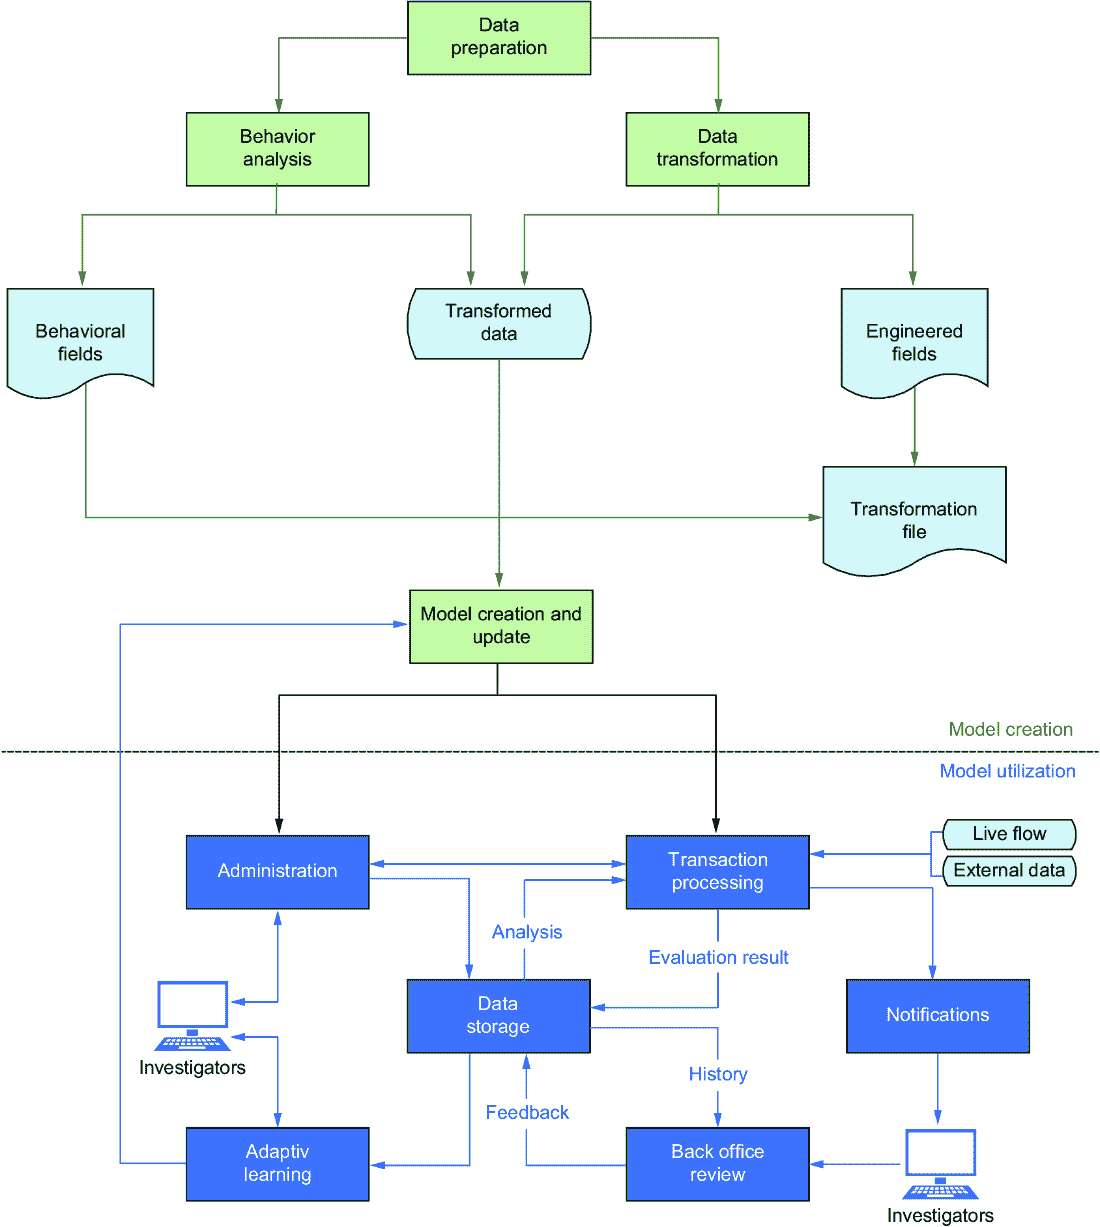 Data
preparation
Behavior
analysis
Data
transformation
Behavioral
fields
Transformed
data
Engineered
fields
Transformation
file
Model creation and
update
Model creation
Model utilization
Administration
Transaction
processing
Live flow
External data
Analysis
Evaluation result
Data
storage
Notifications
Investigators
History
Feedback
Adaptiv
learning
Back office
review
Investigators